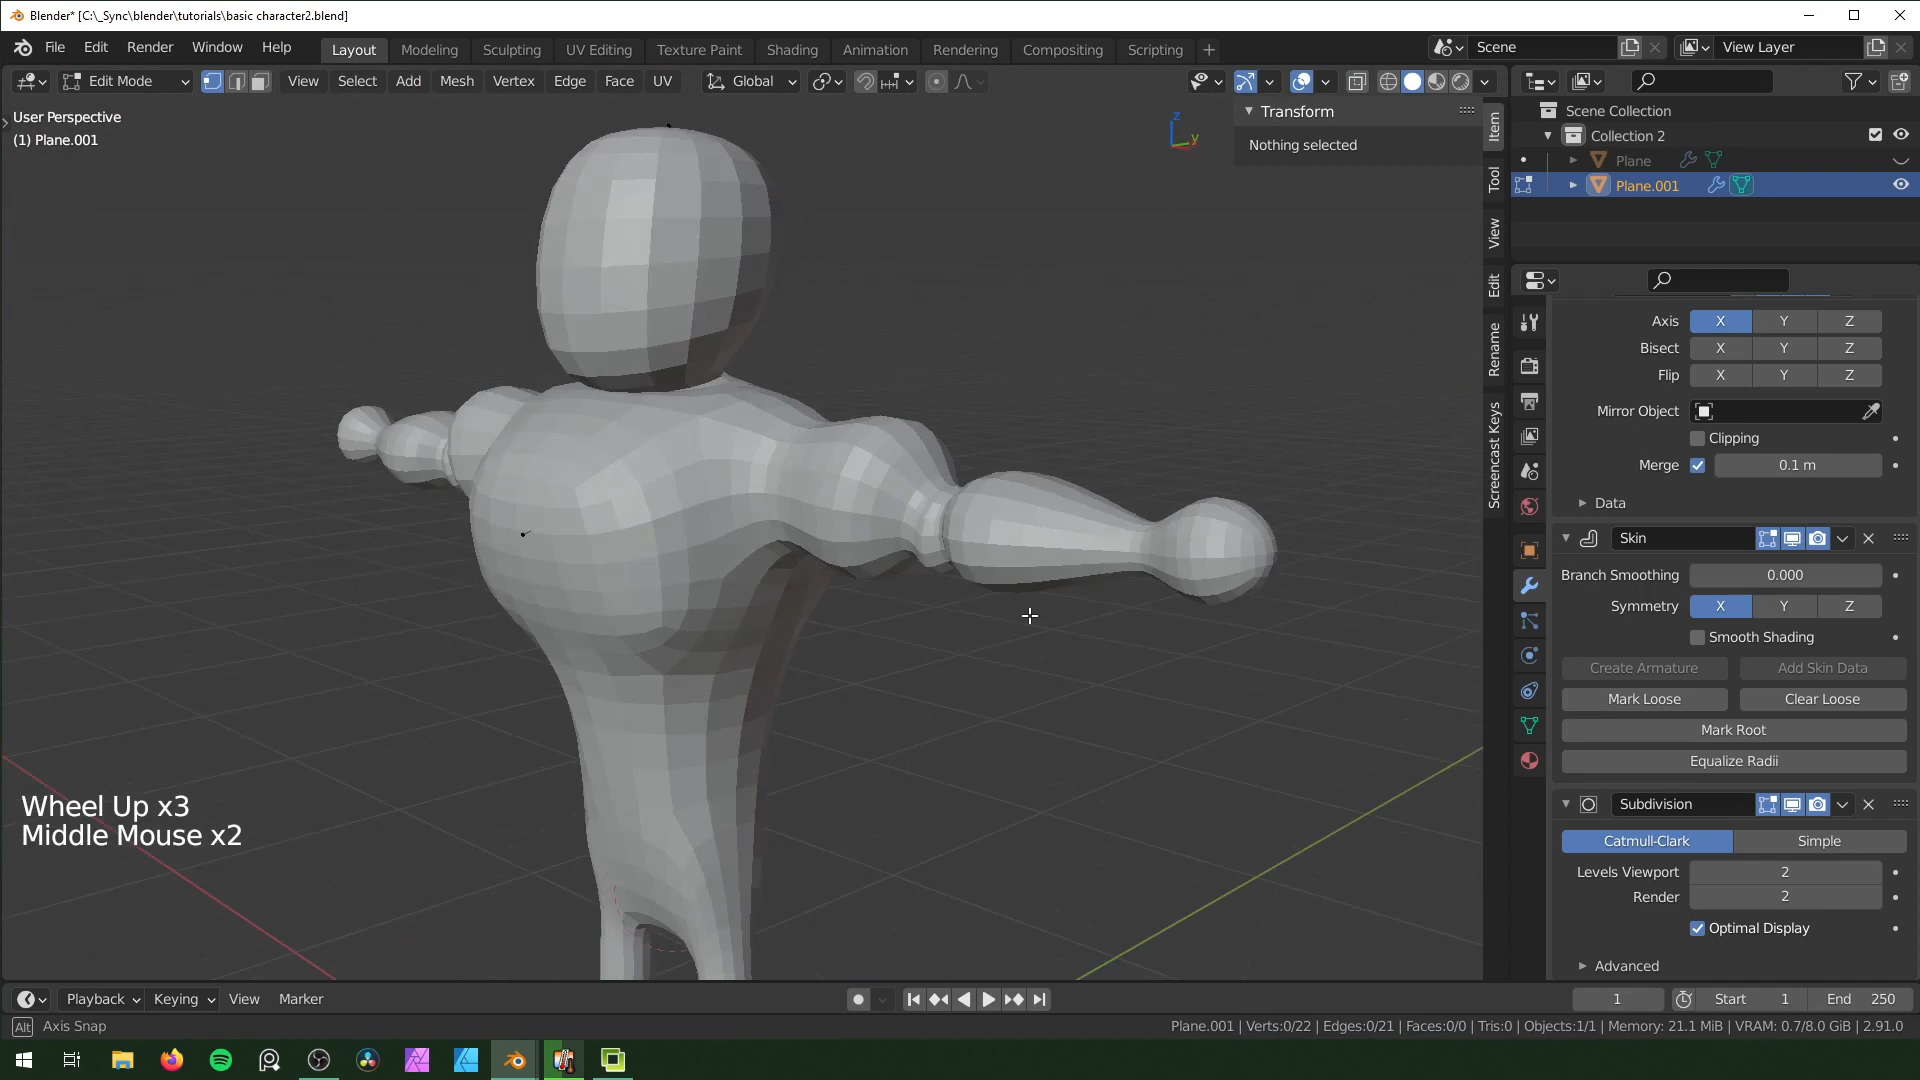 Blender* [C:\_Sync\blender\tutorials\basic character2.blend]
File Edit Render Window Help
Layout Modeling Sculpting UV Editing Texture Paint Shading Animation Rendering Compositing Scripting +
Scene
View Layer
Edit Mode View Select Add Mesh Vertex Edge Face UV Global
User Perspective
(1) Plane.001
Z
Y
Transform
Nothing selected
Item
Tool
View
Edit
Rename
Screencast Keys
Scene Collection
Collection 2
Plane
Plane.001
Axis X Y Z
Bisect X Y Z
Flip X Y Z
Mirror Object
Clipping
Merge 0.1 m
Data
Skin
Branch Smoothing 0.000
Symmetry X Y Z
Smooth Shading
Create Armature Add Skin Data
Mark Loose Clear Loose
Mark Root
Equalize Radii
Subdivision
Catmull-Clark Simple
Levels Viewport 2
Render 2
Optimal Display
Advanced
Wheel Up x3
Middle Mouse x2
Playback Keying View Marker
1 Start 1 End 250
Alt Axis Snap
Plane.001 | Verts:0/22 | Edges:0/21 | Faces:0/0 | Tris:0 | Objects:1/1 | Memory: 21.1 MiB | VRAM: 0.7/8.0 GiB | 2.91.0